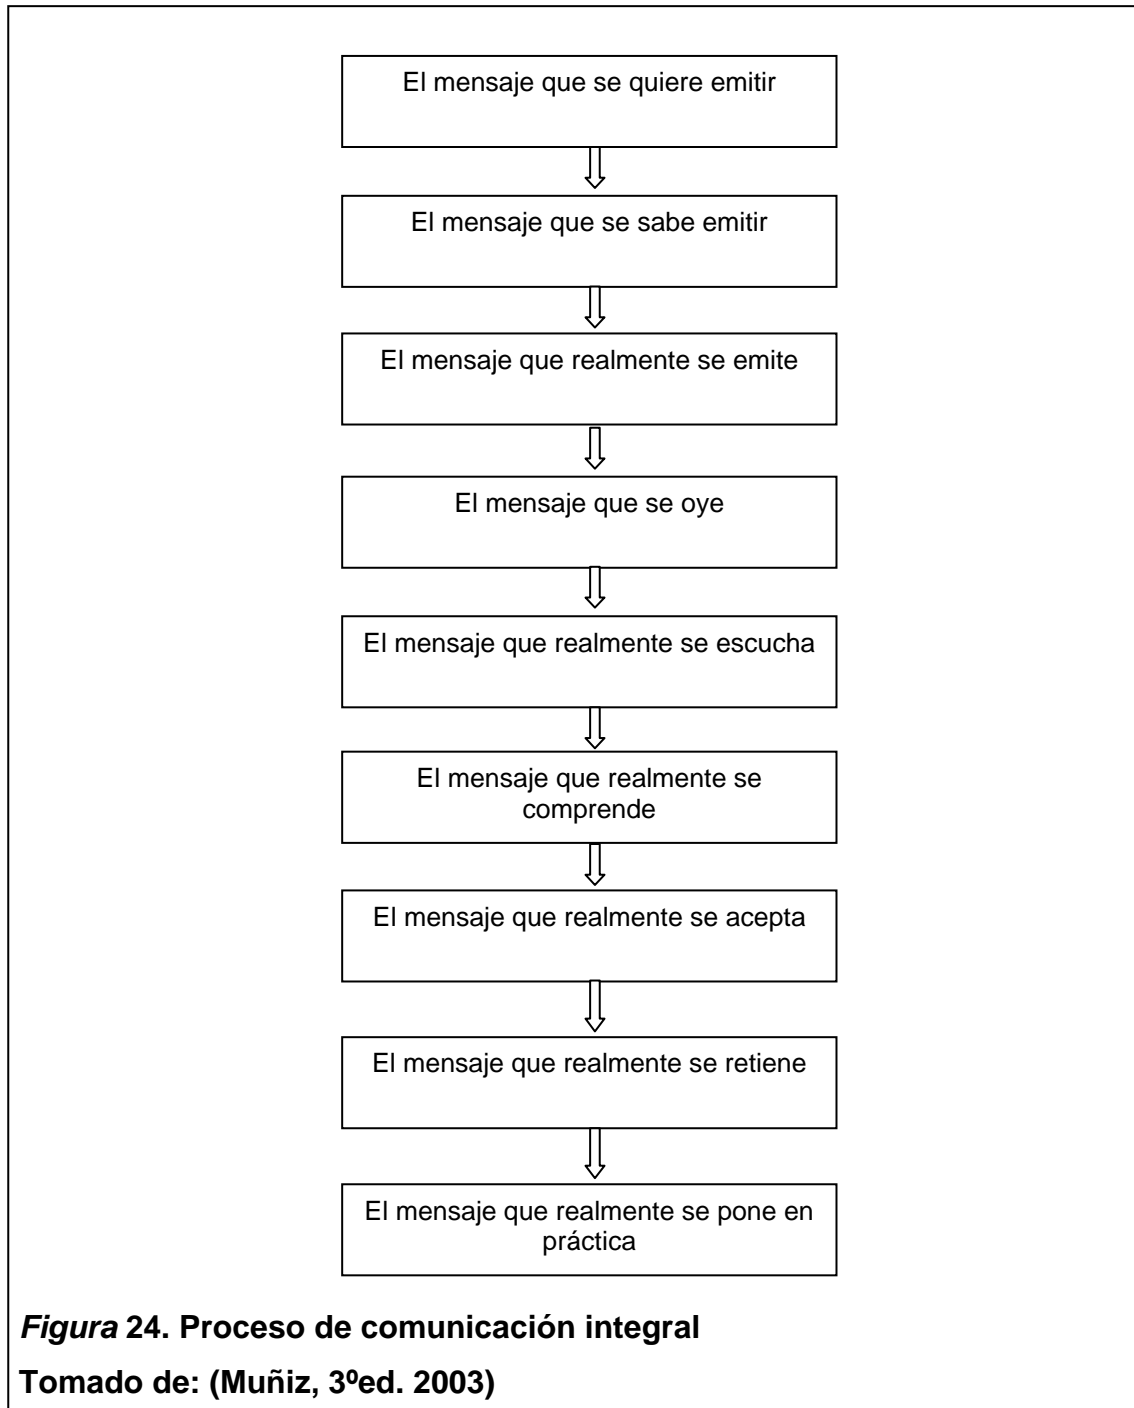 El mensaje que se quiere emitir
El mensaje que se sabe emitir
El mensaje que realmente se emite
El mensaje que se oye
El mensaje que realmente se escucha
El mensaje que realmente se
comprende
El mensaje que realmente se acepta
El mensaje que realmente se retiene
El mensaje que realmente se pone en
práctica
Figura 24. Proceso de comunicación integral
Tomado de: (Muñiz, 3ºed. 2003)